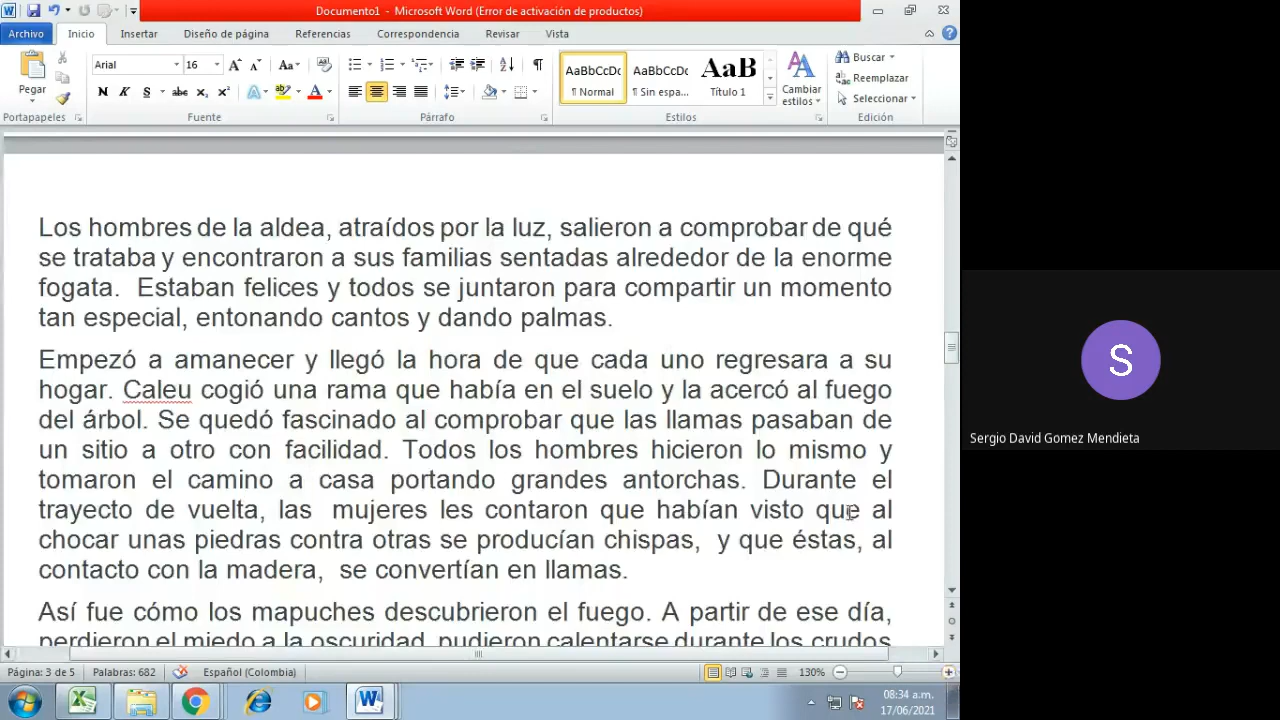 Documento1 - Microsoft Word (Error de activación de productos)
Archivo Inicio Insertar Diseño de página Referencias Correspondencia Revisar Vista
Pegar
Arial 16
Buscar
Reemplazar
Seleccionar
AaBbCcDc AaBbCcDc AaB
¶ Normal ¶ Sin espa... Título 1
Cambiar estilos
Portapapeles Fuente Párrafo Estilos Edición
Los hombres de la aldea, atraídos por la luz, salieron a comprobar de qué
se trataba y encontraron a sus familias sentadas alrededor de la enorme
fogata. Estaban felices y todos se juntaron para compartir un momento
tan especial, entonando cantos y dando palmas.
Empezó a amanecer y llegó la hora de que cada uno regresara a su
hogar. Caleu cogió una rama que había en el suelo y la acercó al fuego
del árbol. Se quedó fascinado al comprobar que las llamas pasaban de
un sitio a otro con facilidad. Todos los hombres hicieron lo mismo y
tomaron el camino a casa portando grandes antorchas. Durante el
trayecto de vuelta, las mujeres les contaron que habían visto que al
chocar unas piedras contra otras se producían chispas, y que éstas, al
contacto con la madera, se convertían en llamas.
Así fue cómo los mapuches descubrieron el fuego. A partir de ese día,
perdieron el miedo a la oscuridad, pudieron calentarse durante los crudos
Página: 3 de 5 Palabras: 682 Español (Colombia) 130%
08:34 a.m.
17/06/2021
S
Sergio David Gomez Mendieta